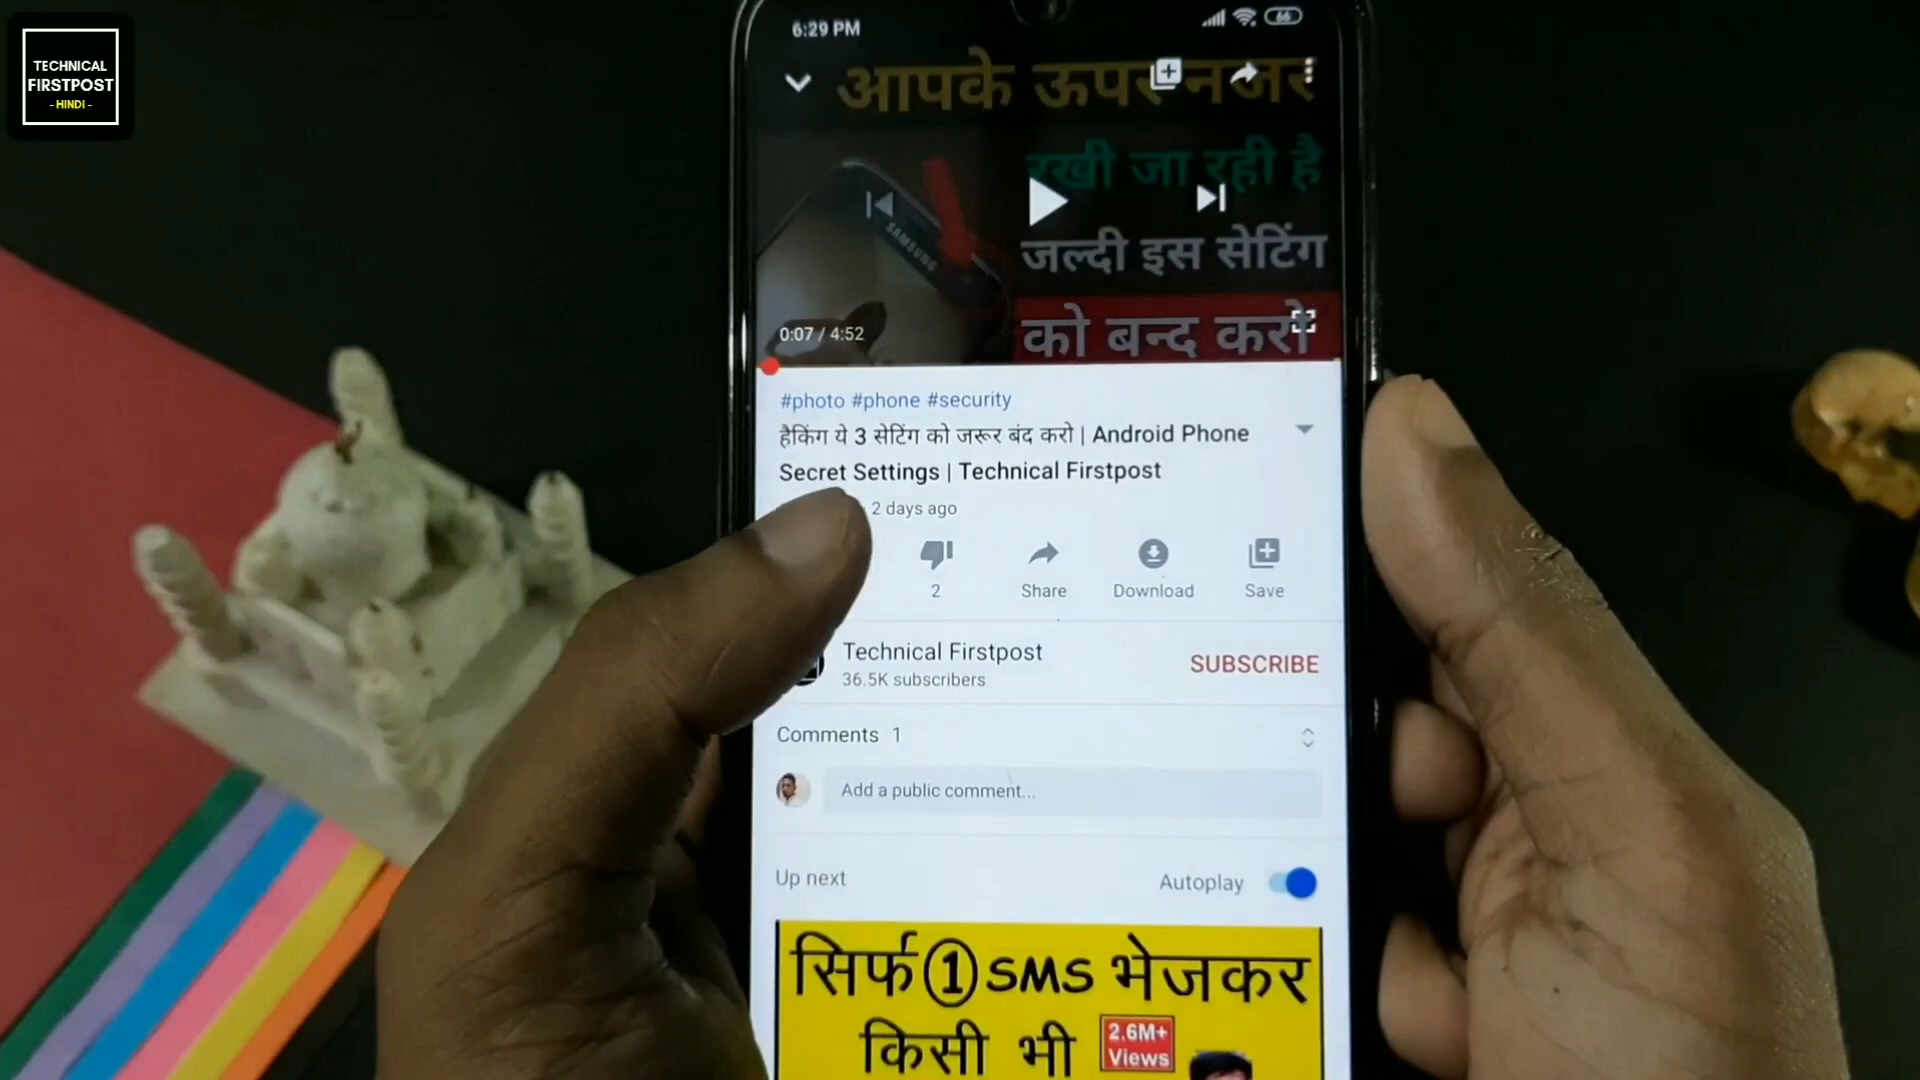 TECHNICAL
FIRSTPOST
- HINDI -
6:29 PM
66
आपके ऊपर नजर
रखी जा रही है
SAMSUNG
जल्दी इस सेटिंग
को बन्द करो
0:07 / 4:52
#photo #phone #security
हैकिंग ये 3 सेटिंग को जरूर बंद करो | Android Phone
Secret Settings | Technical Firstpost
2 days ago
2
Share
Download
Save
Technical Firstpost
SUBSCRIBE
36.5K subscribers
Comments 1
Add a public comment...
Up next
Autoplay
सिर्फ 1 SMS भेजकर
किसी भी
2.6M+
Views